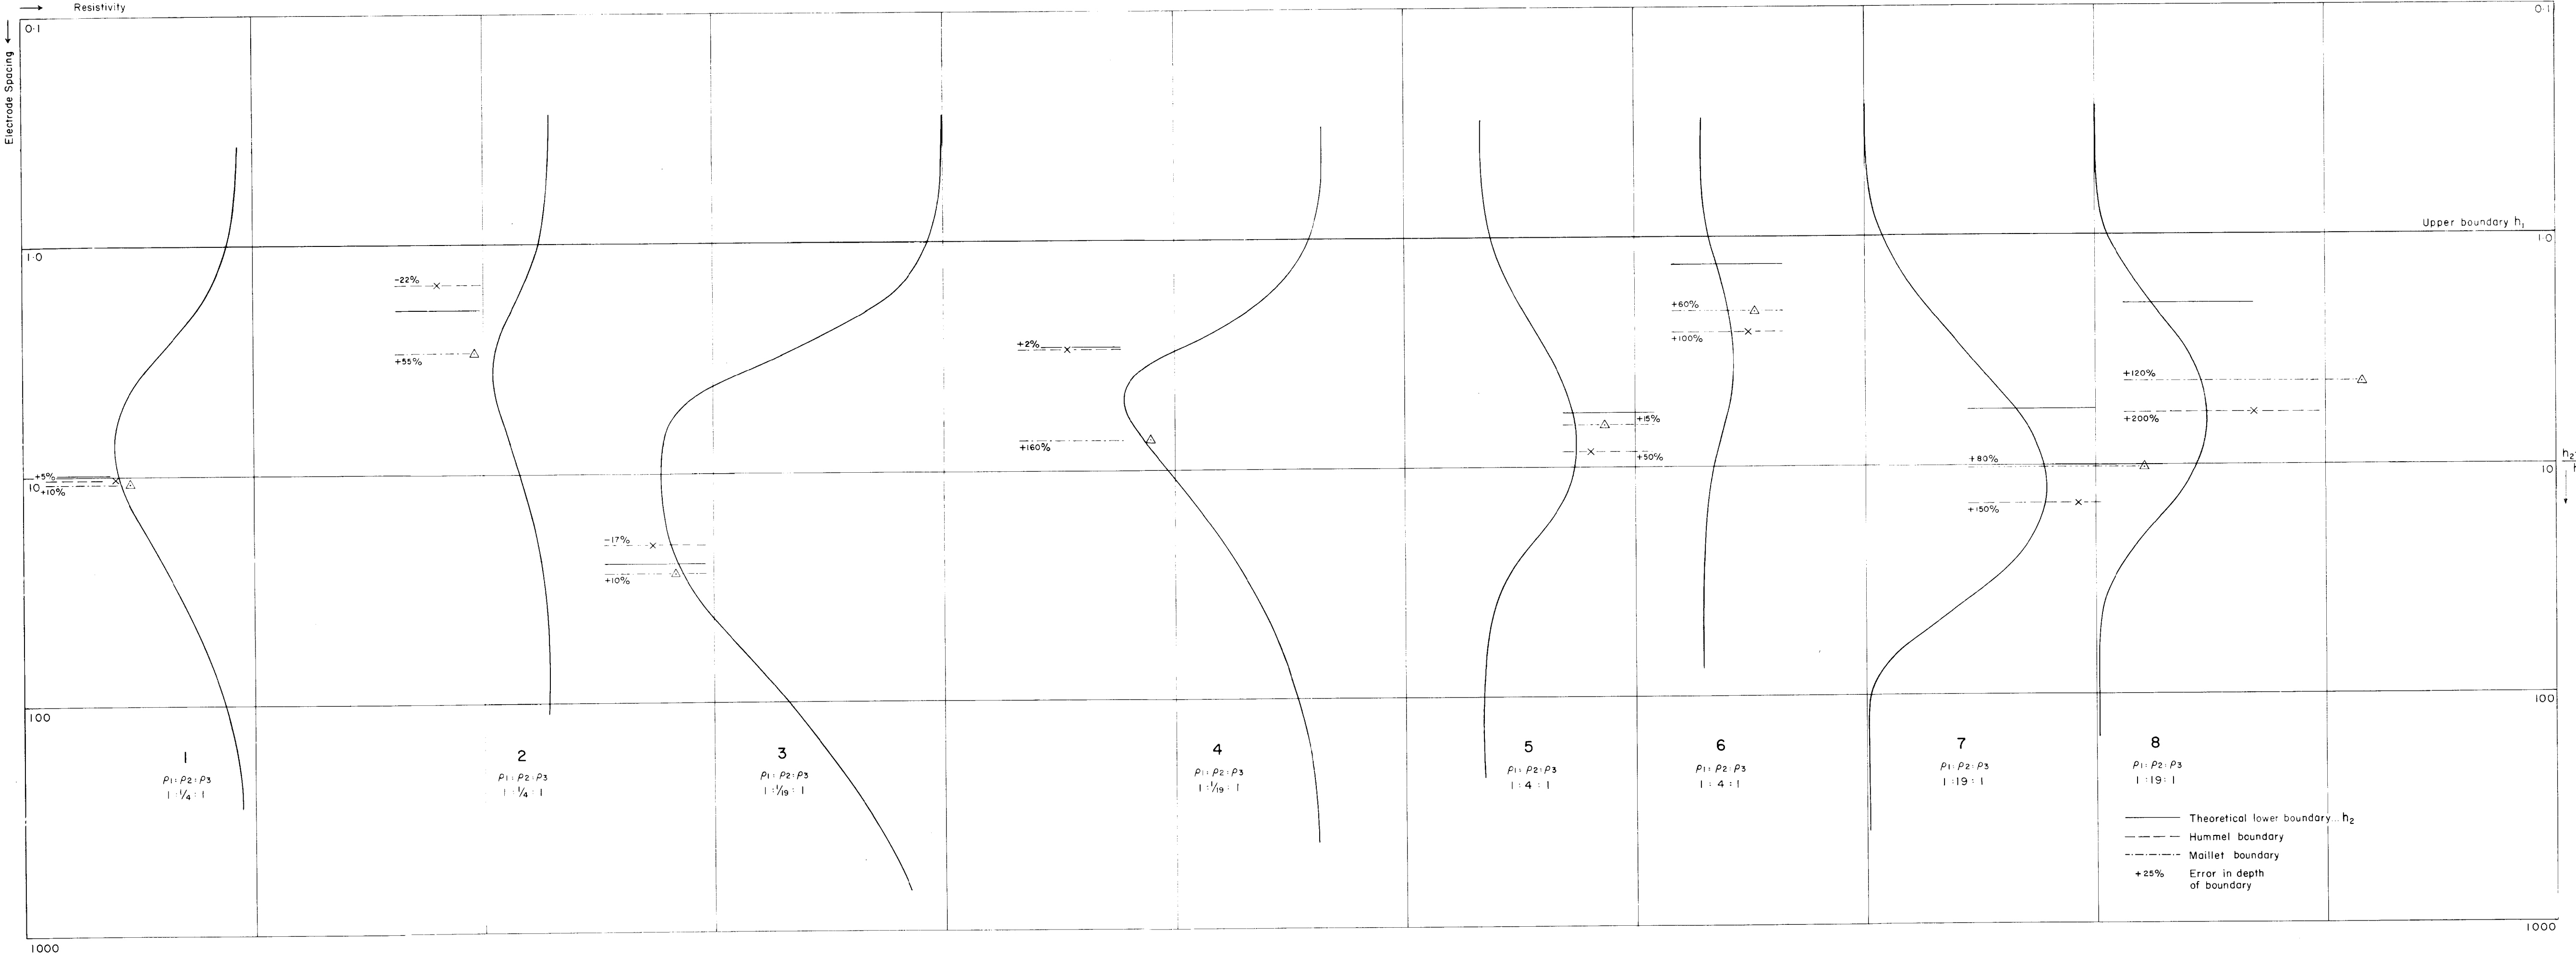 Resistivity
Electrode Spacing
0·1
0·1
Upper boundary h₁
1·0
1·0
-22%
+55%
+2%
+160%
+60%
+100%
+120%
+200%
+15%
+50%
+80%
+150%
+5%
10
+10%
10
h₂
-17%
+10%
100
100
1
ρ₁:ρ₂:ρ₃
1:¼:1
2
ρ₁:ρ₂:ρ₃
1:¼:1
3
ρ₁:ρ₂:ρ₃
1:1/19:1
4
ρ₁:ρ₂:ρ₃
1:1/19:1
5
ρ₁:ρ₂:ρ₃
1:4:1
6
ρ₁:ρ₂:ρ₃
1:4:1
7
ρ₁:ρ₂:ρ₃
1:19:1
8
ρ₁:ρ₂:ρ₃
1:19:1
Theoretical lower boundary...h₂
Hummel boundary
Maillet boundary
+25% Error in depth
of boundary
1000
1000